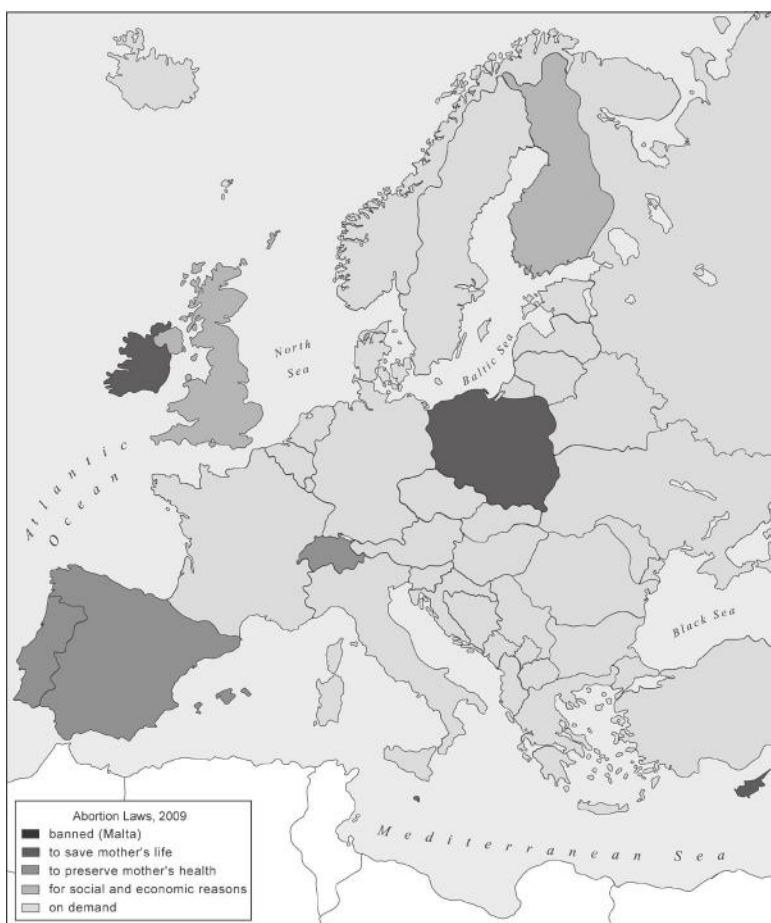 North
Sea
Baltic Sea
Atlantic
Ocean
Black Sea
Mediterranean Sea
Abortion Laws, 2009
banned (Malta)
to save mother's life
to preserve mother's health
for social and economic reasons
on demand